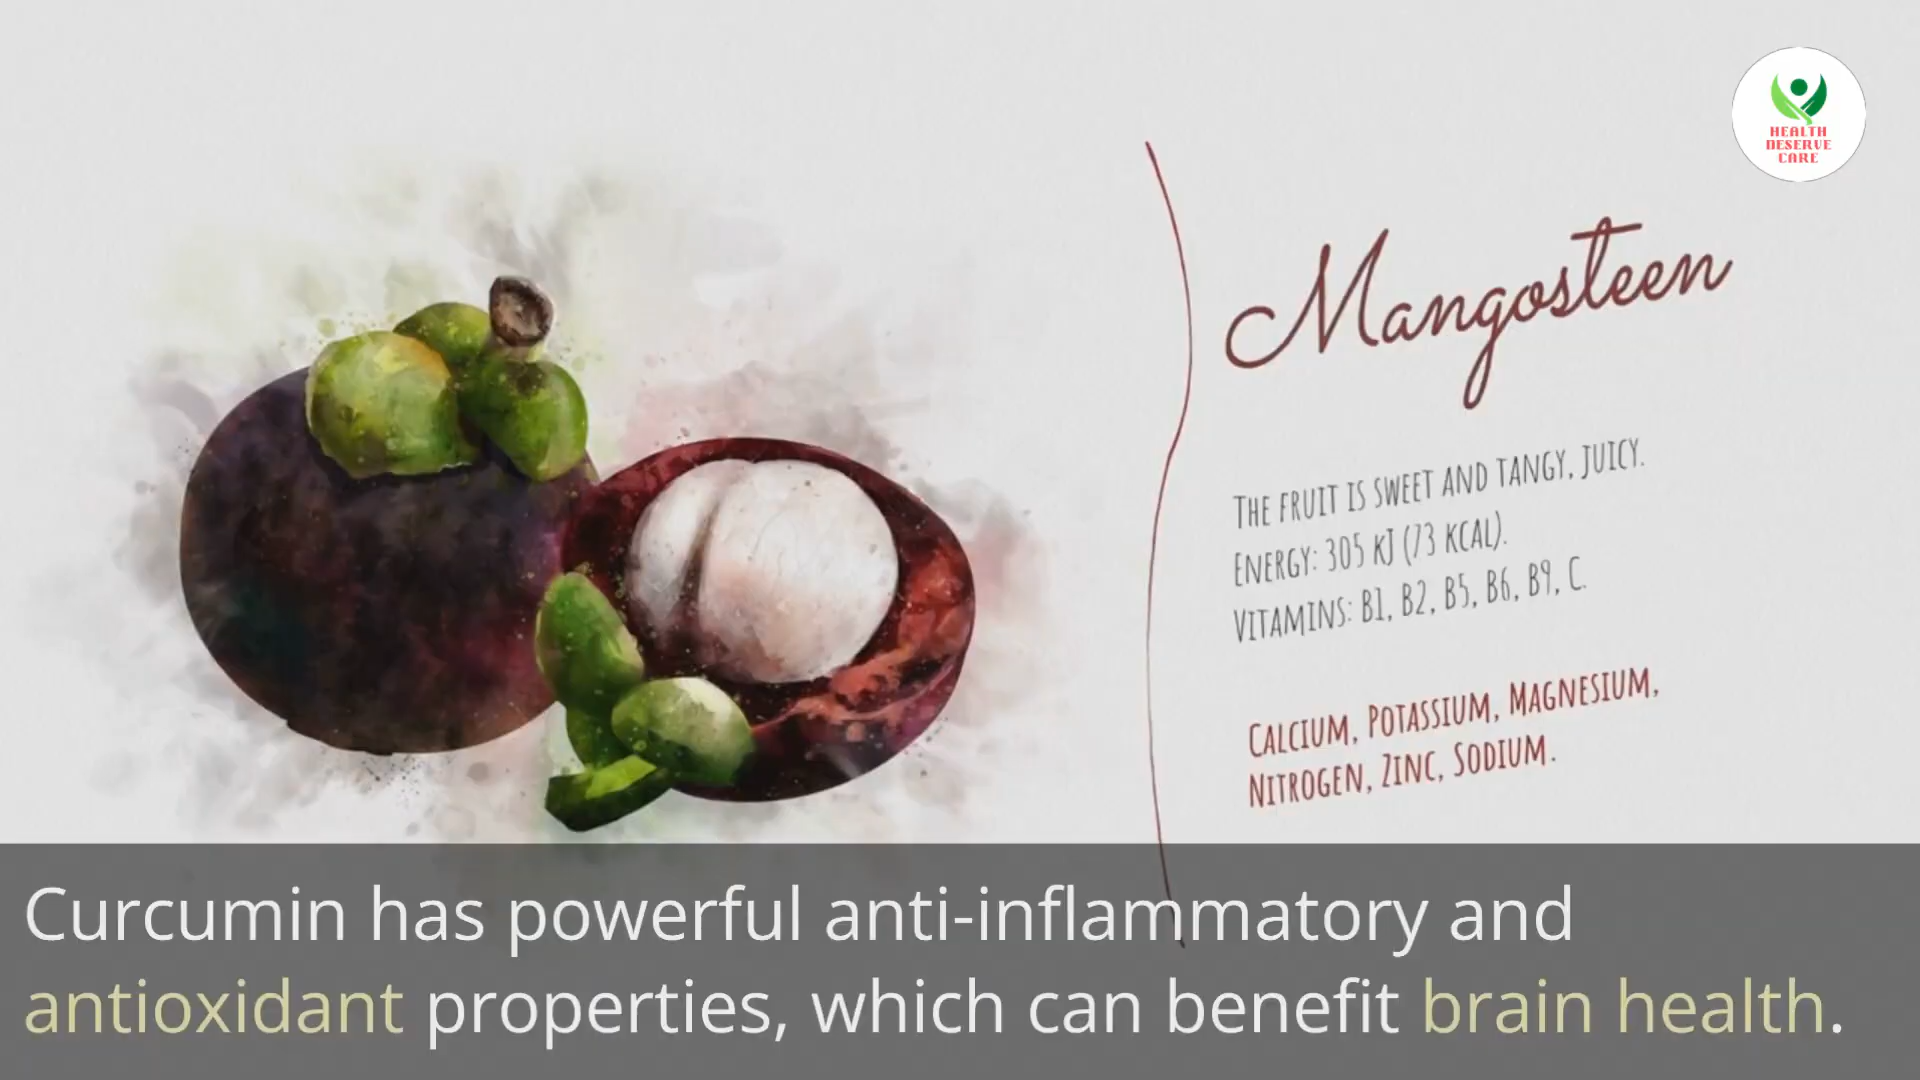 HEALTH
DESERVE
CARE
Mangosteen
THE FRUIT IS SWEET AND TANGY, JUICY.
ENERGY: 305 KJ (73 KCAL).
VITAMINS: B1, B2, B5, B6, B9, C.
CALCIUM, POTASSIUM, MAGNESIUM,
NITROGEN, ZINC, SODIUM.
Curcumin has powerful anti-inflammatory and
antioxidant properties, which can benefit brain health.